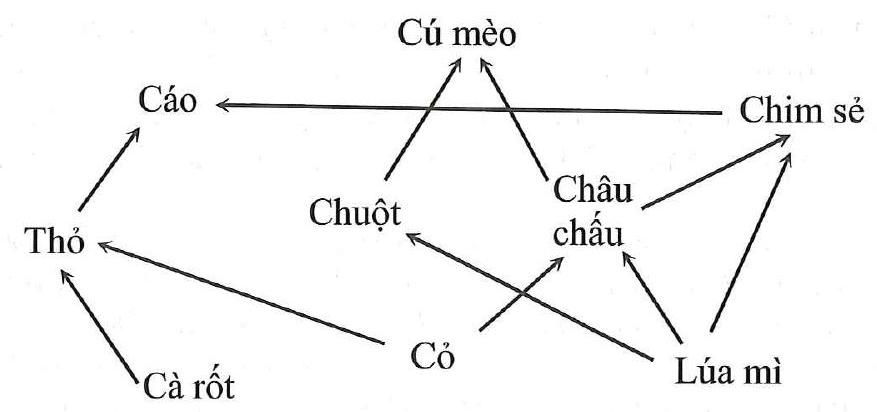 Cú mèo
Cáo
Chim sẻ
Châu
chấu
Chuột
Thỏ
Cỏ
Lúa mì
Cà rốt